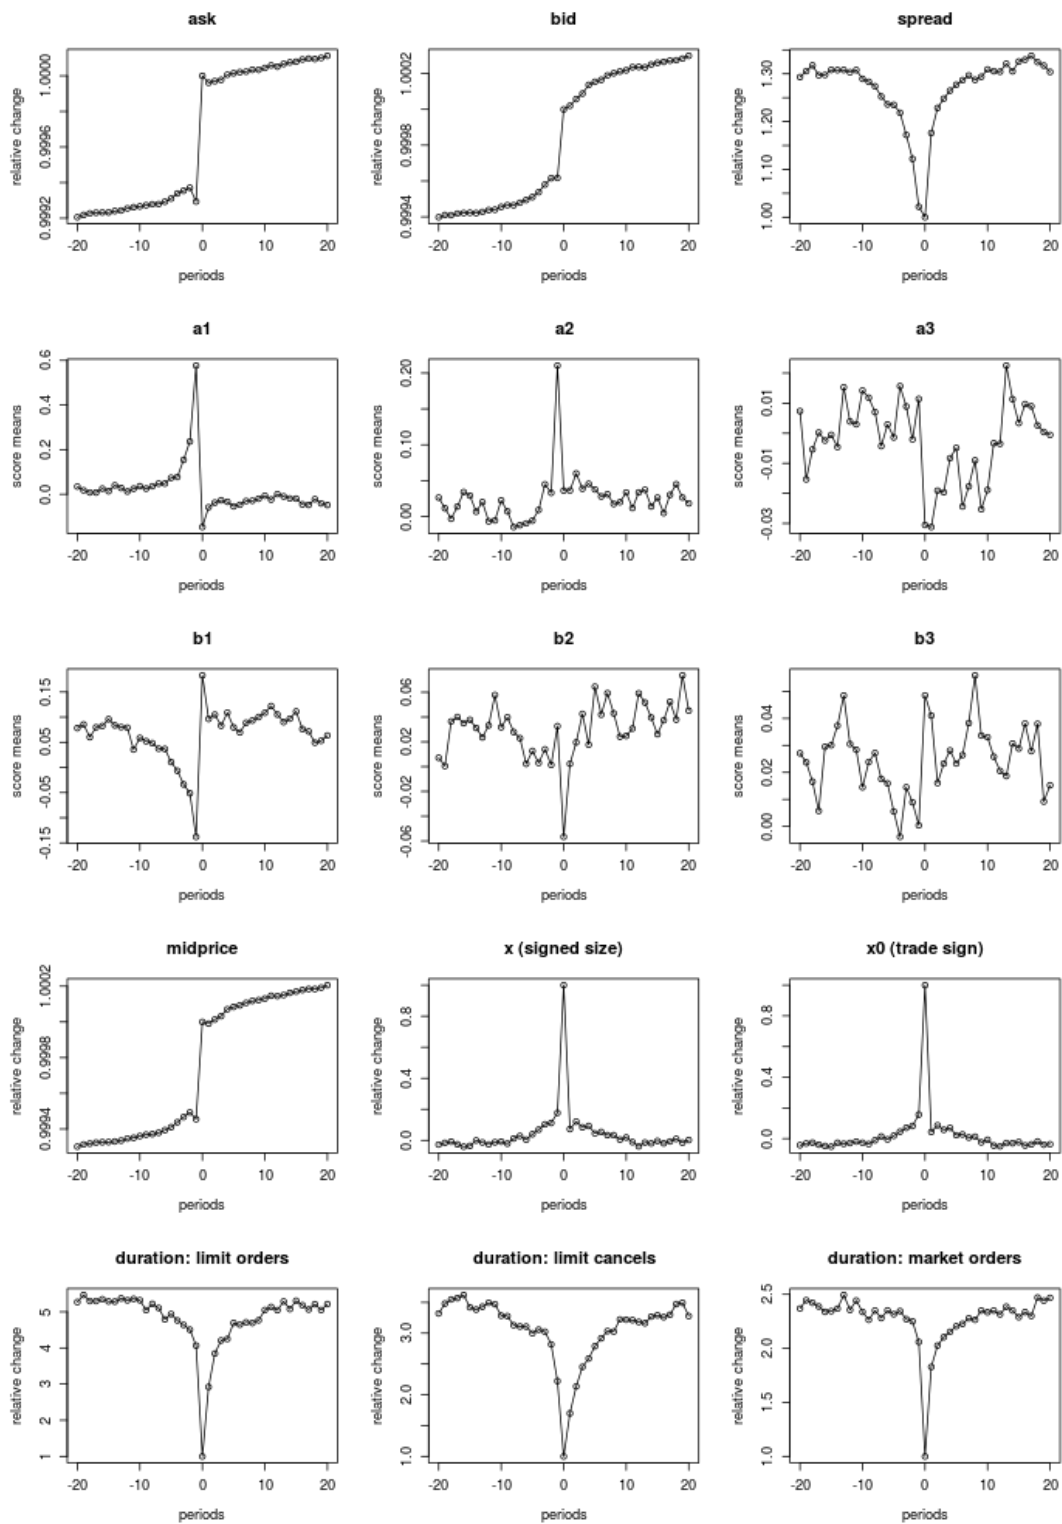 ask
relative change
0.9992 0.9996 1.0000
-20 -10 0 10 20
periods
bid
relative change
0.9994 0.9998 1.0002
-20 -10 0 10 20
periods
spread
relative change
1.00 1.10 1.20 1.30
-20 -10 0 10 20
periods
a1
score means
0.0 0.2 0.4 0.6
-20 -10 0 10 20
periods
a2
score means
0.00 0.10 0.20
-20 -10 0 10 20
periods
a3
score means
-0.03 -0.01 0.01
-20 -10 0 10 20
periods
b1
score means
-0.15 -0.05 0.05 0.15
-20 -10 0 10 20
periods
b2
score means
-0.06 -0.02 0.02 0.06
-20 -10 0 10 20
periods
b3
score means
0.00 0.02 0.04
-20 -10 0 10 20
periods
midprice
relative change
0.9994 0.9998 1.0002
-20 -10 0 10 20
periods
x (signed size)
relative change
0.0 0.4 0.8
-20 -10 0 10 20
periods
x0 (trade sign)
relative change
0.0 0.4 0.8
-20 -10 0 10 20
periods
duration: limit orders
relative change
1 2 3 4 5
-20 -10 0 10 20
periods
duration: limit cancels
relative change
1.0 2.0 3.0
-20 -10 0 10 20
periods
duration: market orders
relative change
1.0 1.5 2.0 2.5
-20 -10 0 10 20
periods